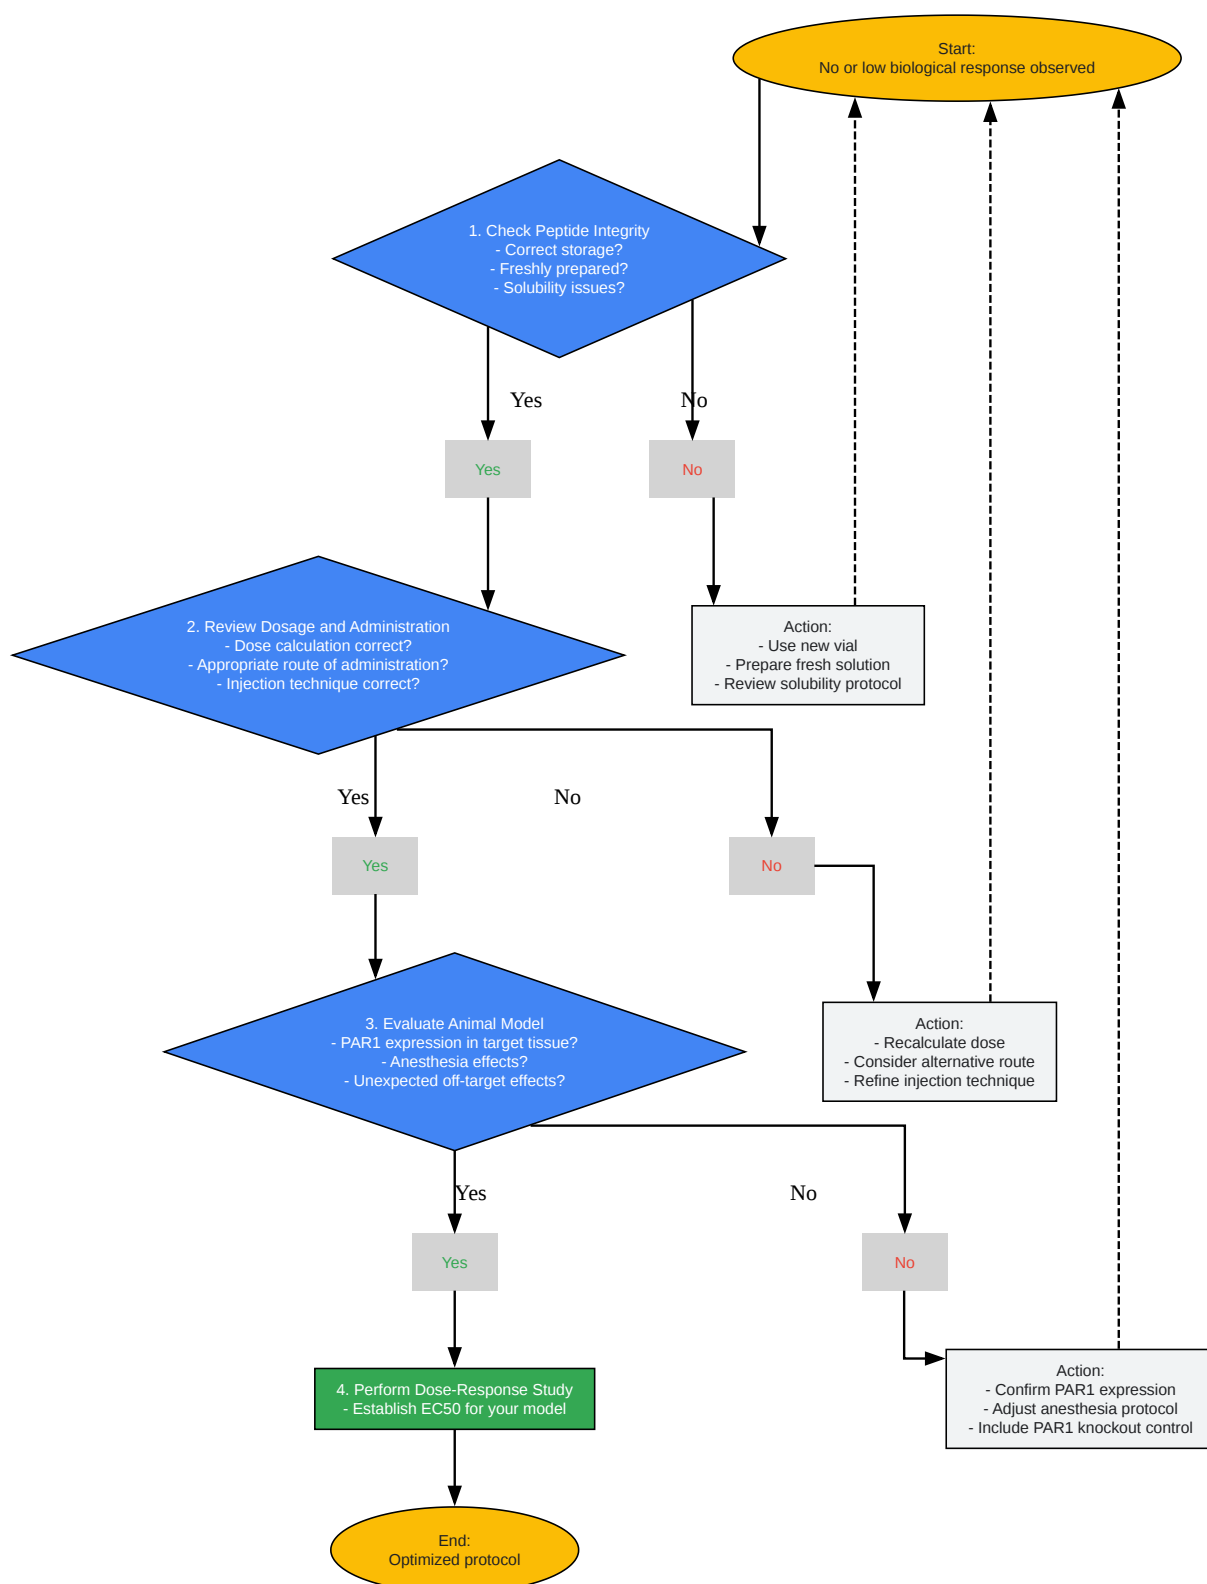 Start:
No or low biological response observed
1. Check Peptide Integrity
- Correct storage?
- Freshly prepared?
- Solubility issues?
Yes
No
Yes
No
2. Review Dosage and Administration
- Dose calculation correct?
- Appropriate route of administration?
- Injection technique correct?
Action:
- Use new vial
- Prepare fresh solution
- Review solubility protocol
Yes
No
Yes
No
3. Evaluate Animal Model
- PAR1 expression in target tissue?
- Anesthesia effects?
- Unexpected off-target effects?
Action:
- Recalculate dose
- Consider alternative route
- Refine injection technique
Yes
No
Yes
No
4. Perform Dose-Response Study
- Establish EC50 for your model
Action:
- Confirm PAR1 expression
- Adjust anesthesia protocol
- Include PAR1 knockout control
End:
Optimized protocol